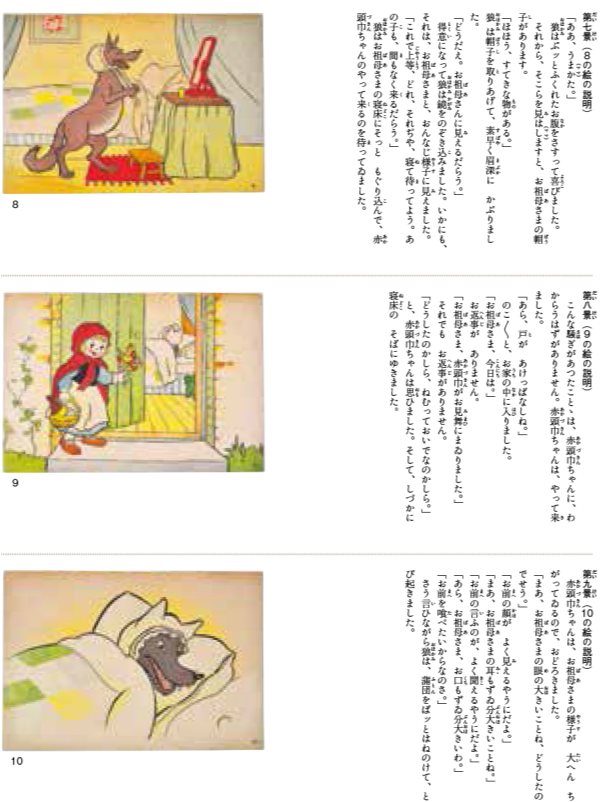 第七景（8の絵の説明）
「ああ、うまかた。」
狼はぷッとふくれたお腹をさすって喜びました。
それから、そこらを見はしますと、お祖母さまの帽
子があります。
「ほほう、すてきな物がある。」
狼は帽子を取りあげて、素早く眉深に かぶりまし
た。
「どうだえ。お祖母さんに見えるだらう。」
得意になって狼は鏡をのぞき込みました。いかにも、
それは、お祖母さまと、おんなじ様子に見えました。
「これで上等、どれ、それぢや、寝て待ってよう。あ
の子も、間もなく来るだらう。」
狼はお祖母さまの寝床にそっと もぐり込んで、赤
頭巾ちゃんのやって来るのを待ってゐました。
8
第八景（9の絵の説明）
こんな騒ぎがあつたことゝは、赤頭巾ちゃんに、わ
からうはずがありません。赤頭巾ちゃんは、やって来
ました。
「あら、戸が あけっぱなしね。」
のこ〳〵と、お家の中に入りました。
「お祖母さま、今日は。」
お返事が ありません。
「お祖母さま、赤頭巾がお見舞にまゐりました。」
それでも お返事がありません。
「どうしたのかしら、ねむっておいでなのかしら。」
と、赤頭巾ちゃんは思ひました。そして、しづかに
寝床の そばにゆきました。
9
第九景（10の絵の説明）
赤頭巾ちゃんは、お祖母さまの様子が 大へん ち
がってゐるので、おどろきました。
「まあ、お祖母さまの眼の大きいことね、どうしたの
でせう。」
「お前の顔が よく見えるやうにだよ。」
「まあ、お祖母さまの耳もずゐ分大きいことね。」
「お前の言ふのが、よく聞えるやうにだよ。」
「あら、お祖母さま、お口もずゐ分大きいわ。」
「お前を喰べたいからなのさ。」
さう言ひながら狼は、蒲団をぱッとはねのけて、と
び起きました。
10